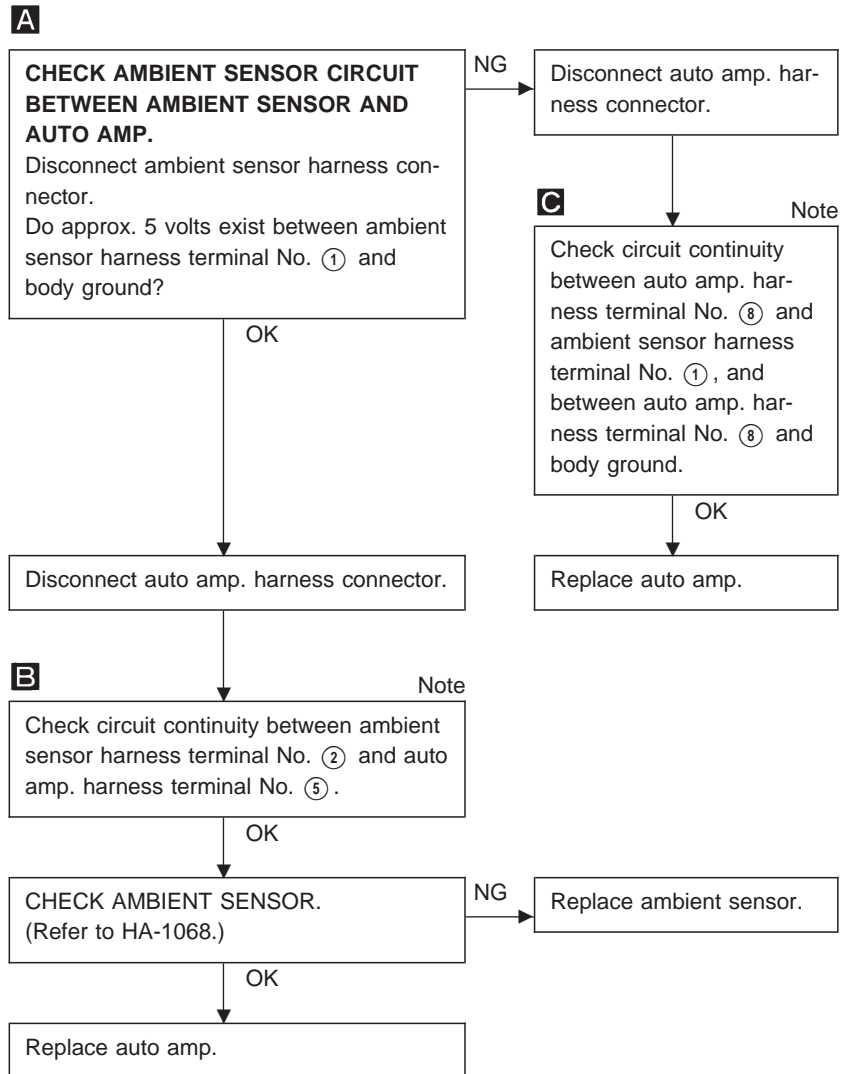 A
CHECK AMBIENT SENSOR CIRCUIT
BETWEEN AMBIENT SENSOR AND
AUTO AMP.
Disconnect ambient sensor harness con-
nector.
Do approx. 5 volts exist between ambient
sensor harness terminal No. ① and
body ground?
NG
Disconnect auto amp. har-
ness connector.
C
Note
Check circuit continuity
between auto amp. har-
ness terminal No. ⑧ and
ambient sensor harness
terminal No. ①, and
between auto amp. har-
ness terminal No. ⑧ and
body ground.
OK
OK
Disconnect auto amp. harness connector.
Replace auto amp.
B
Note
Check circuit continuity between ambient
sensor harness terminal No. ② and auto
amp. harness terminal No. ⑤.
OK
CHECK AMBIENT SENSOR.
(Refer to HA-1068.)
NG
Replace ambient sensor.
OK
Replace auto amp.